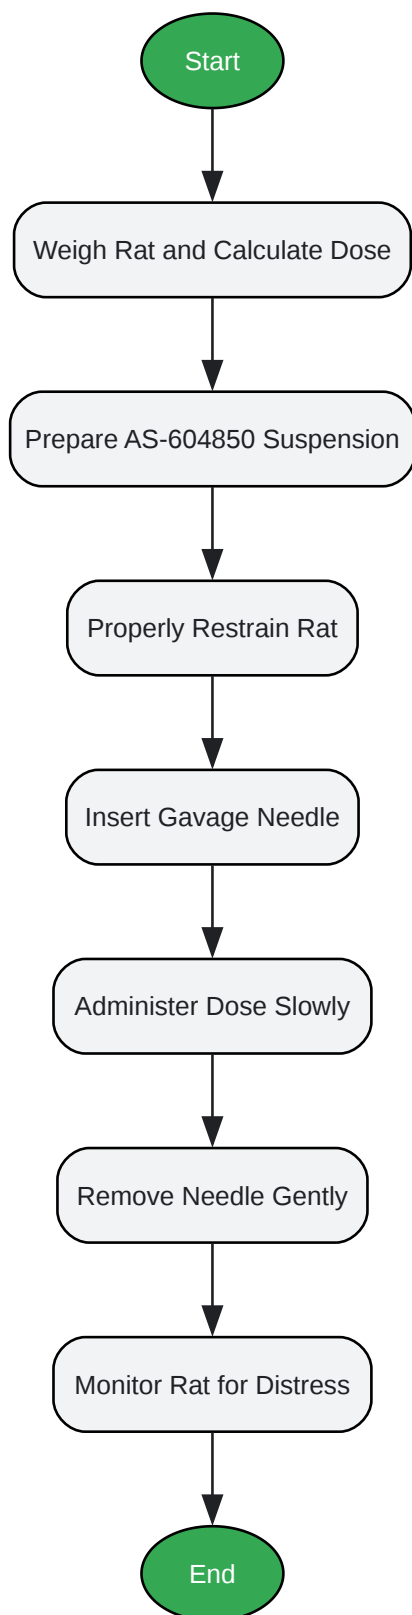 Start
Weigh Rat and Calculate Dose
Prepare AS-604850 Suspension
Properly Restrain Rat
Insert Gavage Needle
Administer Dose Slowly
Remove Needle Gently
Monitor Rat for Distress
End